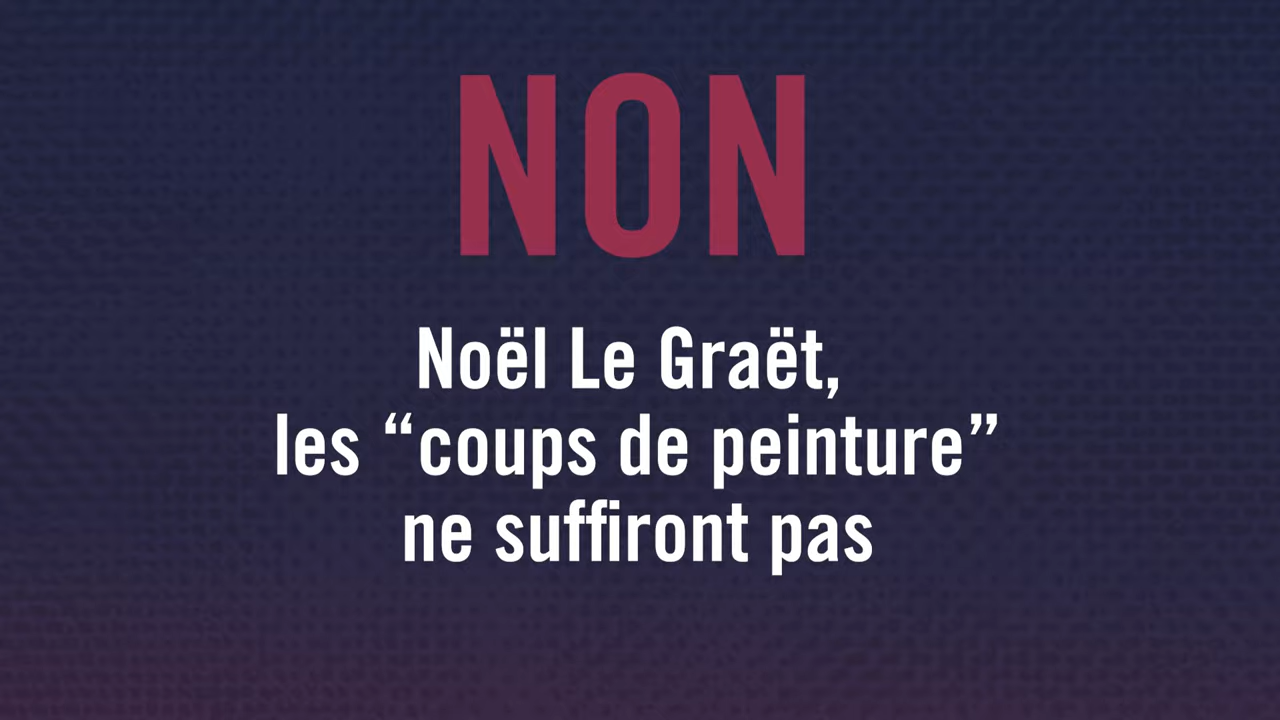 NON
Noël Le Graët,
les “coups de peinture”
ne suffiront pas